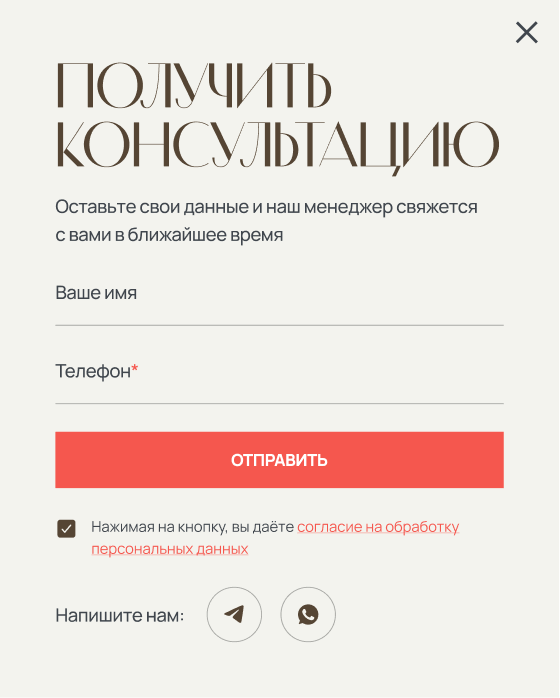 ПОЛУЧИТЬ
КОНСУЛЬТАЦИЮ
Оставьте свои данные и наш менеджер свяжется
с вами в ближайшее время
Ваше имя
Телефон*
ОТПРАВИТЬ
Нажимая на кнопку, вы даёте согласие на обработку
персональных данных
Напишите нам: